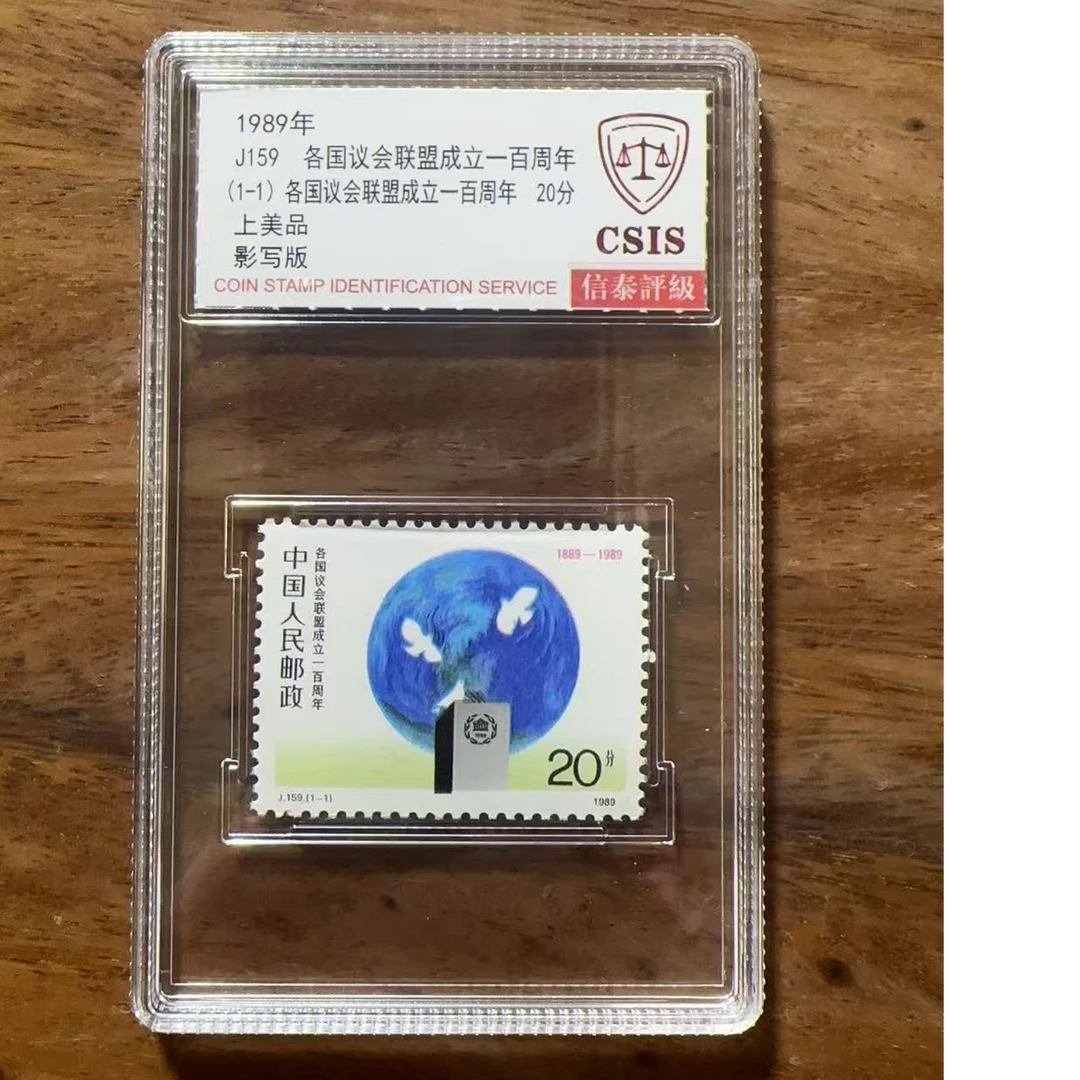 1989年
J159 各国议会联盟成立一百周年
(1-1) 各国议会联盟成立一百周年 20分
上美品
影写版
COIN STAMP IDENTIFICATION SERVICE
CSIS
信泰評級
中国人民邮政
各国议会联盟成立一百周年
1889—1989
20分
J.159.(1-1)
1989